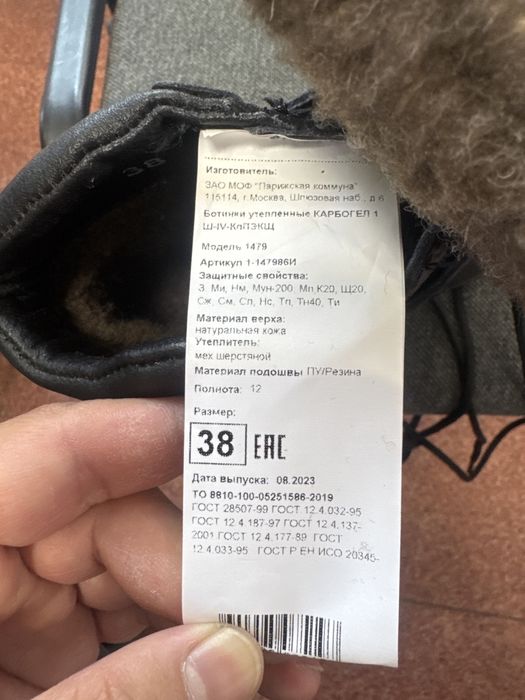 38
Изготовитель:
ЗАО МОФ "Парижская коммуна"
115114, г.Москва, Шлюзовая наб., д.6
Ботинки утепленные КАРБОГЕЛ 1
Ш-IV-КпПЭКЩ
Модель 1479
Артикул 1-147986И
Защитные свойства:
З, Ми, Нм, Мун-200, Мп, К20, Щ20,
Сж, См, Сл, Нс, Тп, Тн40, Ти
Материал верха:
натуральная кожа
Утеплитель:
мех шерстяной
Материал подошвы ПУ/Резина
Полнота: 12
Размер:
38 EAC
Дата выпуска: 08.2023
ТО 8810-100-05251586-2019
ГОСТ 28507-99 ГОСТ 12.4.032-95
ГОСТ 12.4.187-97 ГОСТ 12.4.137-
2001 ГОСТ 12.4.177-89 ГОСТ
12.4.033-95 ГОСТ Р ЕН ИСО 20345-